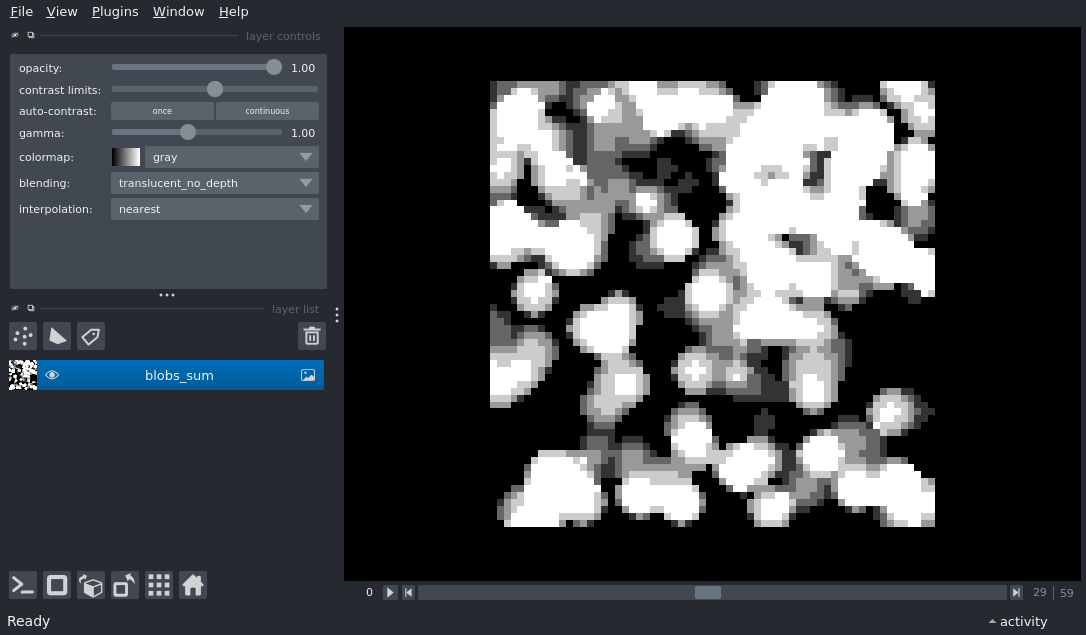 File View Plugins Window Help
layer controls
opacity: 1.00
contrast limits:
auto-contrast: once continuous
gamma: 1.00
colormap: gray
blending: translucent_no_depth
interpolation: nearest
layer list
blobs_sum
0 29 59
Ready activity